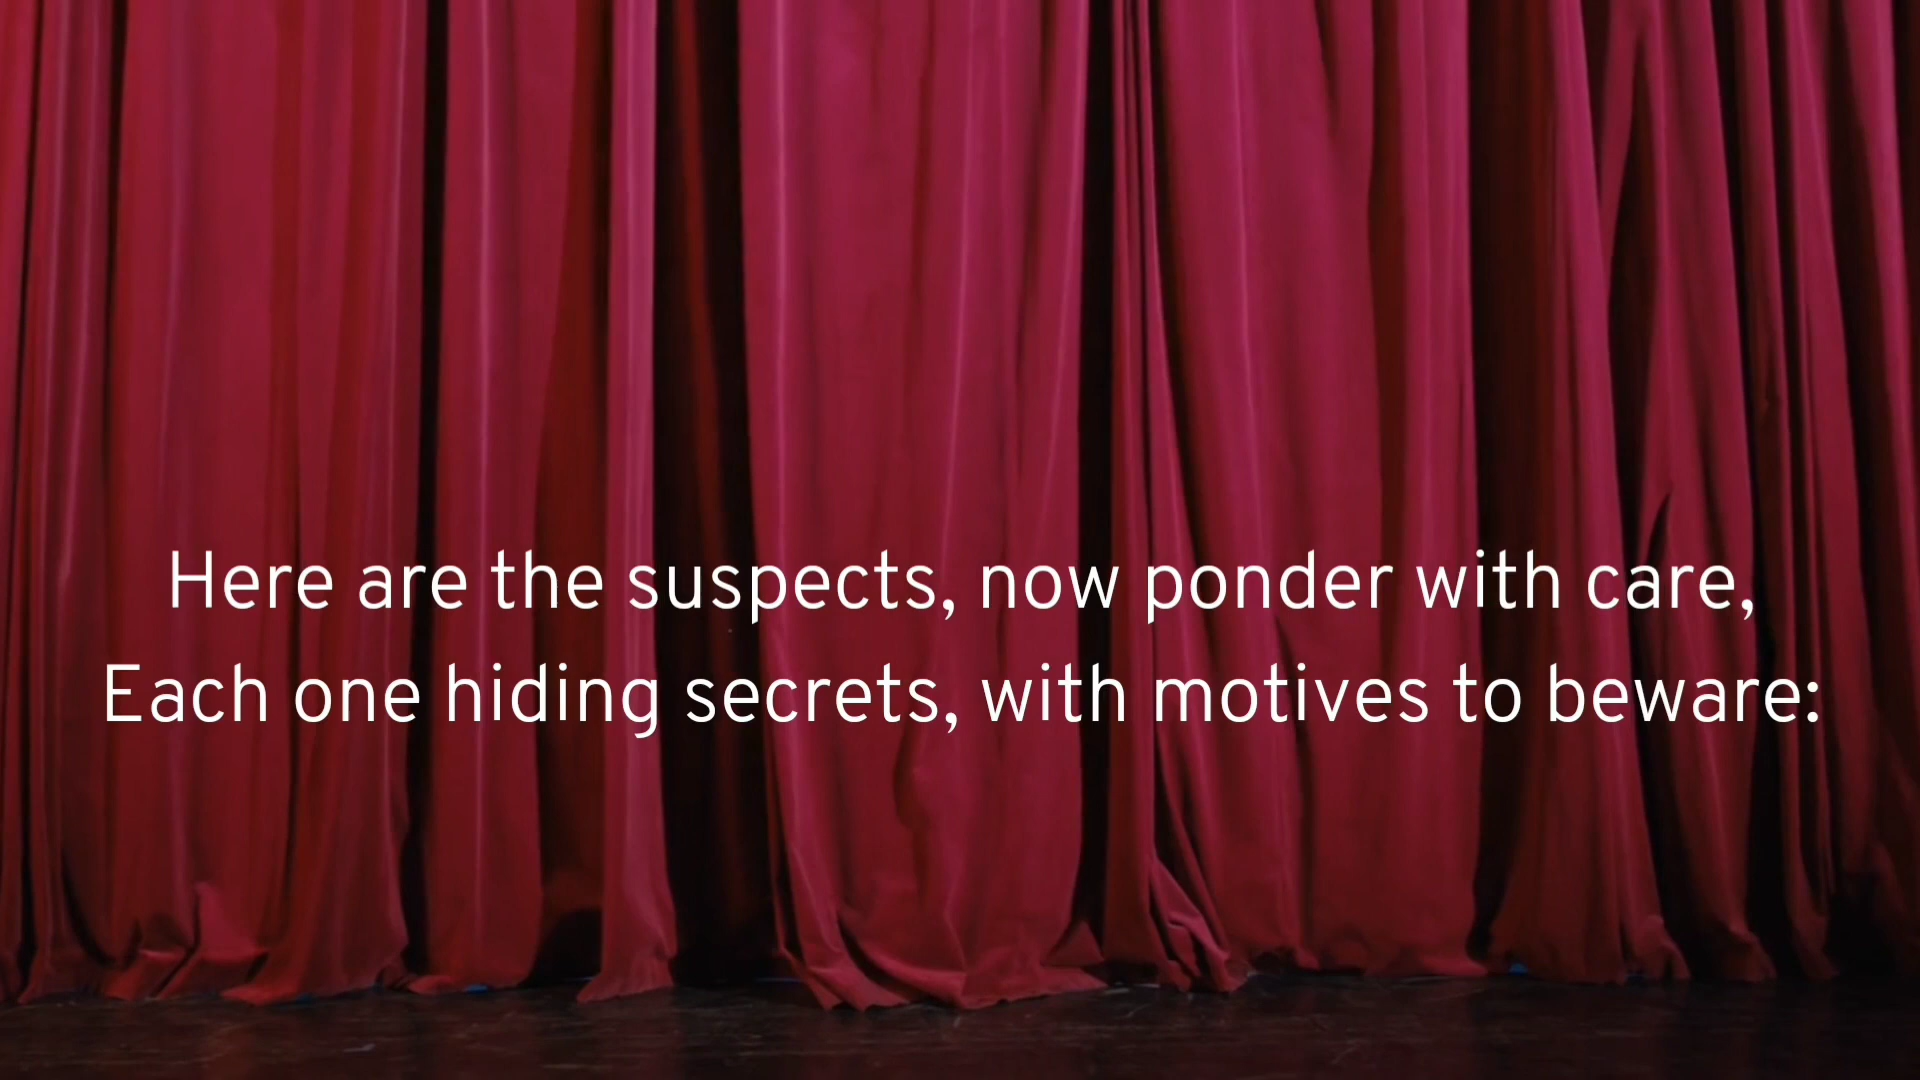 Here are the suspects, now ponder with care,
Each one hiding secrets, with motives to beware: